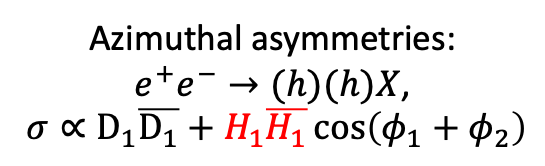 Azimuthal asymmetries:
e⁺e⁻ → (h)(h)X,
σ ∝ D₁D̅₁̅ + H₁H̅₁̅ cos(ϕ₁ + ϕ₂)